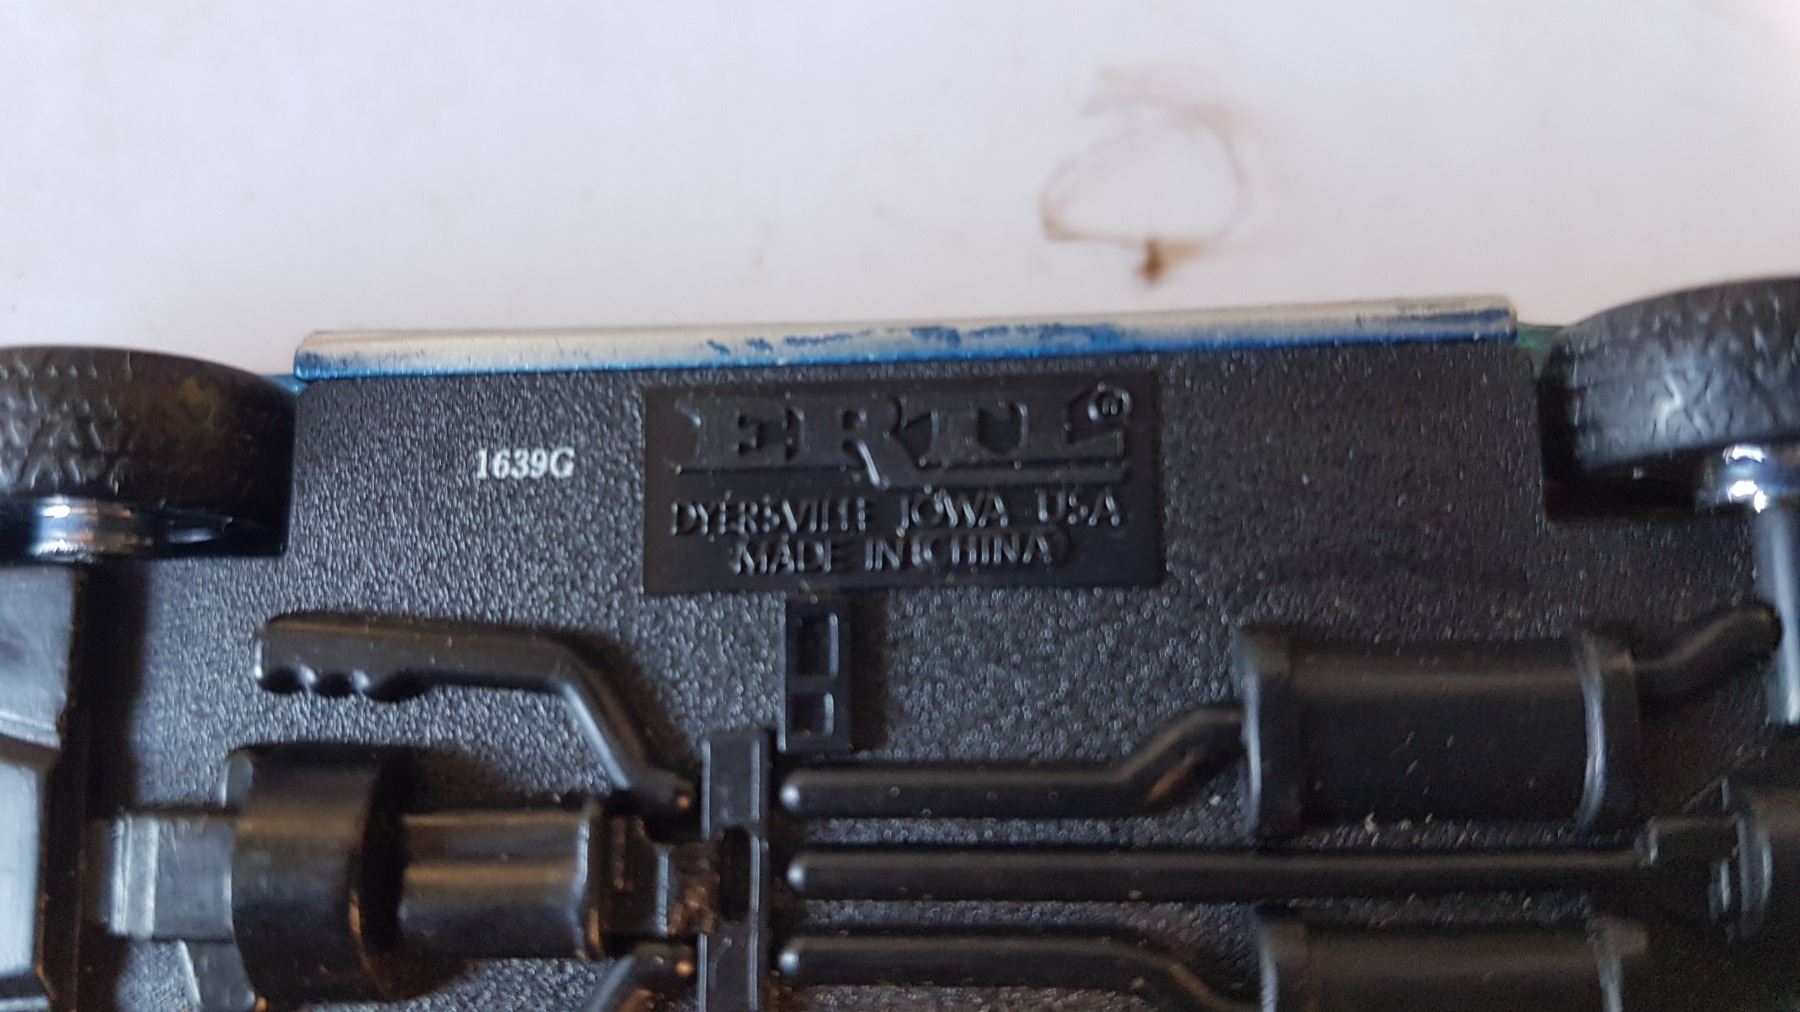 1639G
ERTL®
DYERSVILLE IOWA USA
MADE IN CHINA